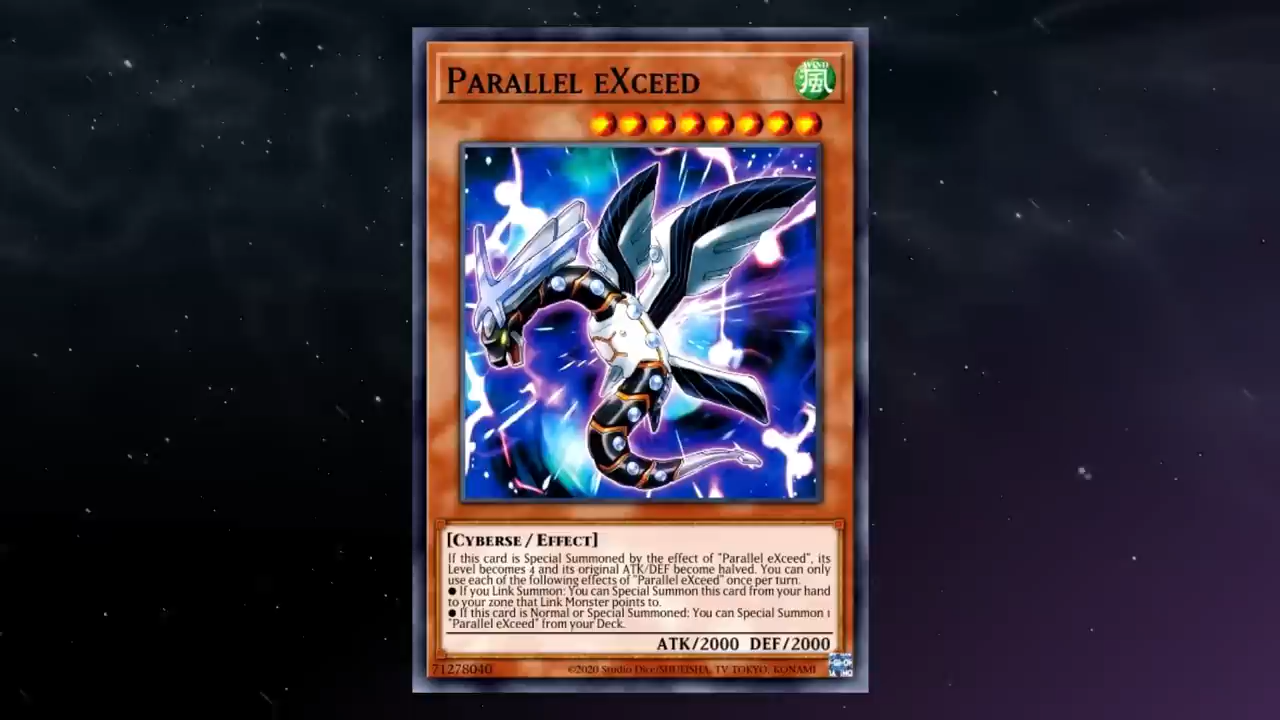 PARALLEL EXCEED
WIND
風
[CYBERSE / EFFECT]
If this card is Special Summoned by the effect of "Parallel eXceed", its
Level becomes 4 and its original ATK/DEF become halved. You can only
use each of the following effects of "Parallel eXceed" once per turn.
● If you Link Summon: You can Special Summon this card from your hand
to your zone that Link Monster points to.
● If this card is Normal or Special Summoned: You can Special Summon 1
"Parallel eXceed" from your Deck.
ATK/2000 DEF/2000
71278040
©2020 Studio Dice/SHUEISHA, TV TOKYO, KONAMI